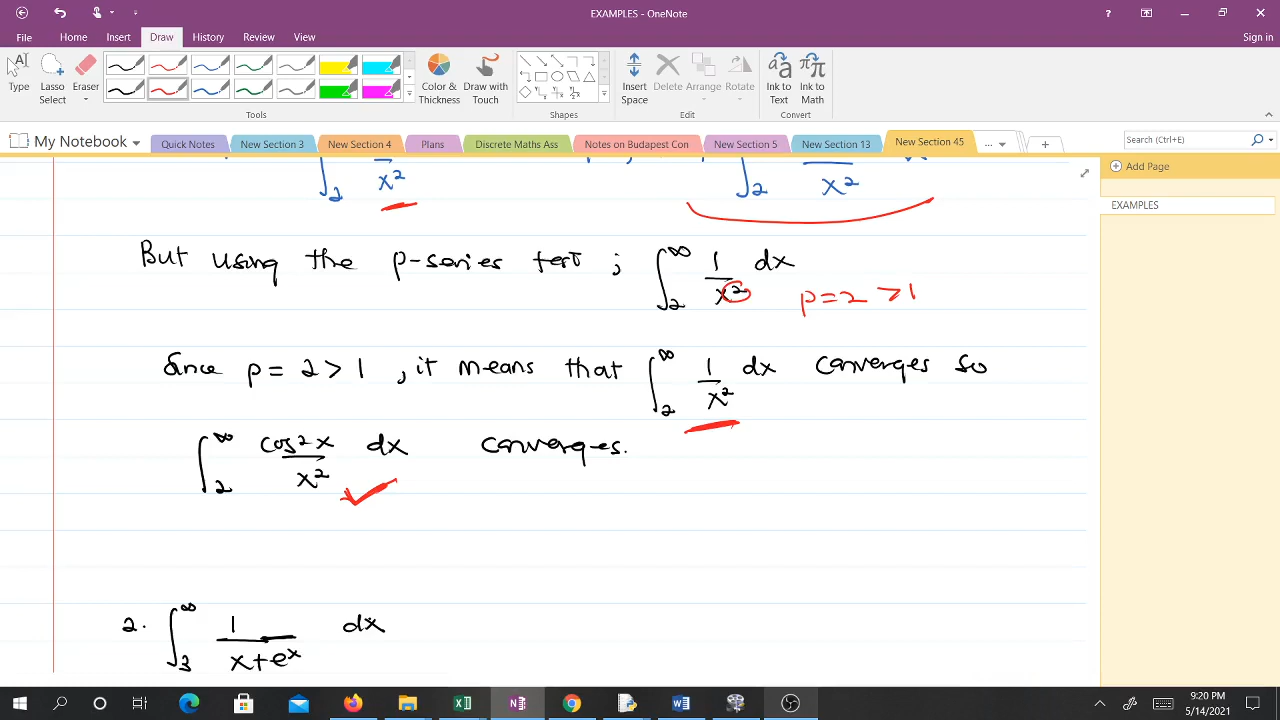 EXAMPLES - OneNote
File Home Insert Draw History Review View Sign in
Type Lasso Select Eraser Color & Thickness Draw with Touch Insert Space Delete Arrange Rotate Ink to Text Ink to Math
Tools Shapes Edit Convert
My Notebook Quick Notes New Section 3 New Section 4 Plans Discrete Maths Ass Notes on Budapest Con New Section 5 New Section 13 New Section 45 ... Search (Ctrl+E)
Add Page
EXAMPLES
∫₂ x² ∫₂ x²
But using the p-series test ; ∫₂^∞ 1/x² dx
p=2 >1
Since p= 2>1 , it means that ∫₂^∞ 1/x² dx converges so
∫₂^∞ cos2x/x² dx converges.
2. ∫₃^∞ 1/(x+eˣ) dx
9:20 PM
5/14/2021